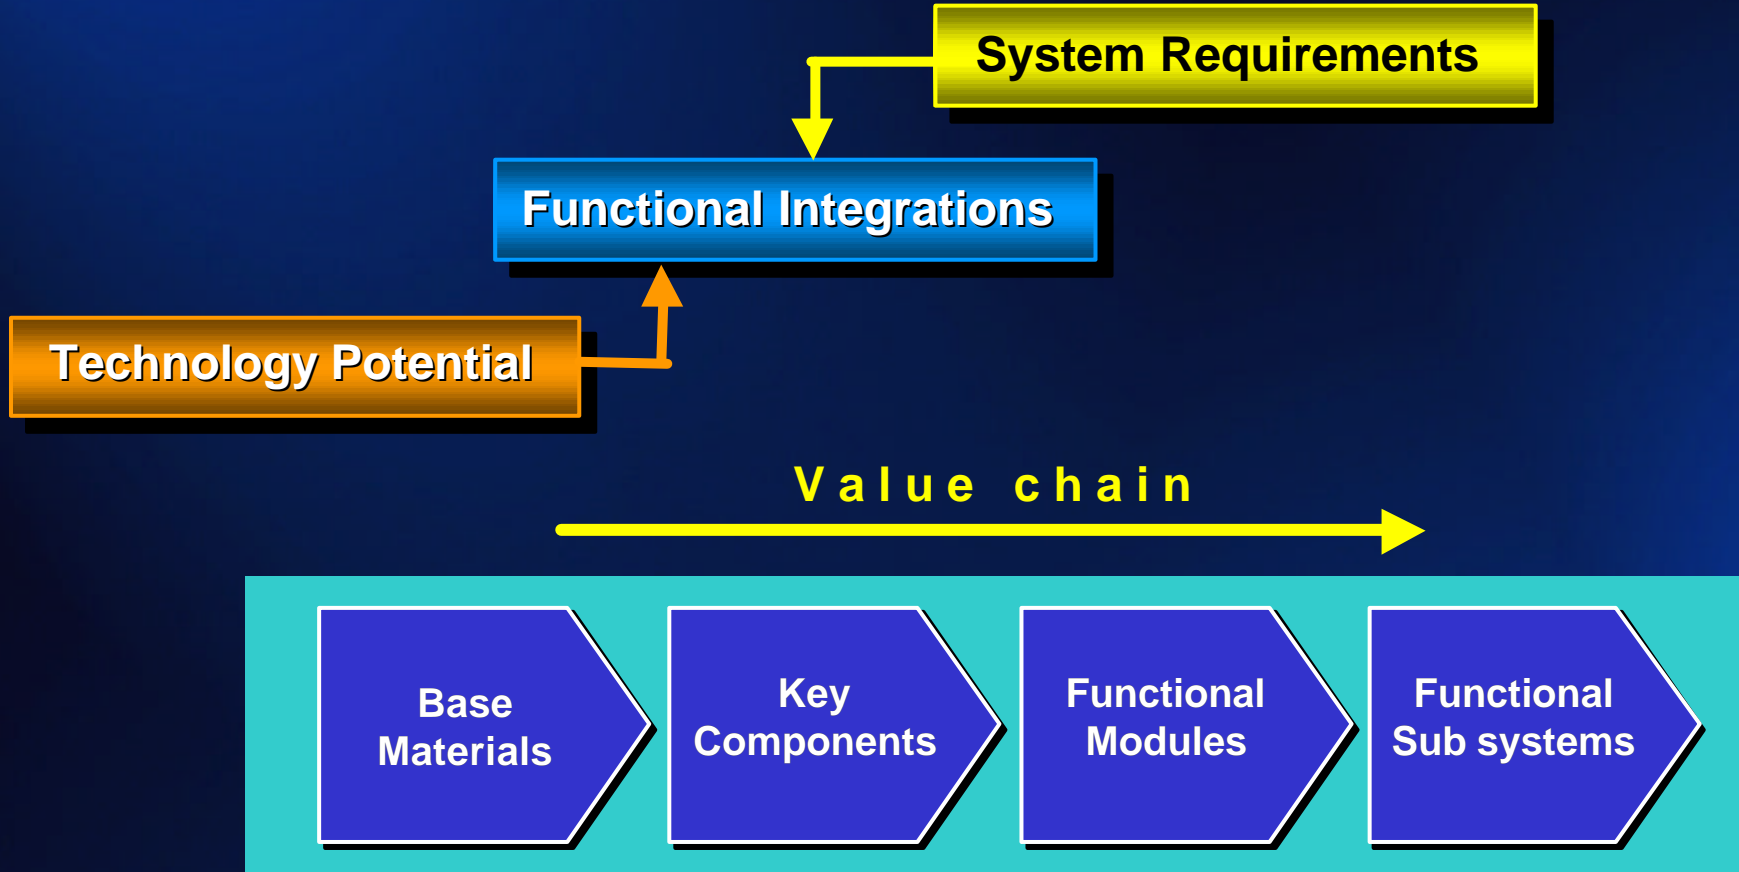 System Requirements
Functional Integrations
Technology Potential
Value chain
Base
Materials
Key
Components
Functional
Modules
Functional
Sub systems